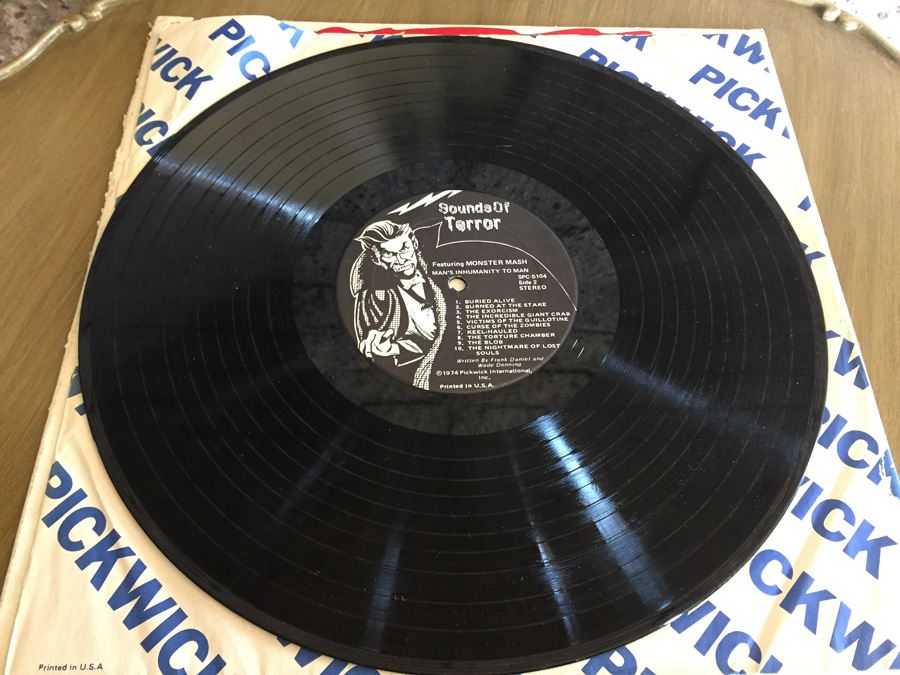 PICKWICK
PICKWICK
PICKWICK
SoundsOf
Terror
Featuring MONSTER MASH
MAN'S INHUMANITY TO MAN
SPC-5104
Side 2
STEREO
1. BURIED ALIVE
2. BURNED AT THE STAKE
3. THE EXORCISM
4. THE INCREDIBLE GIANT CRAB
5. VICTIMS OF THE GUILLOTINE
6. CURSE OF THE ZOMBIES
7. KEEL-HAULED
8. THE TORTURE CHAMBER
9. THE BLOB
10. THE NIGHTMARE OF LOST
SOULS
Written By Frank Daniel and
Wade Denning
©1974 Pickwick International,
Inc.
Printed in U.S.A.
PICKWICK
PICKWICK
PICKWICK
Printed in U.S.A